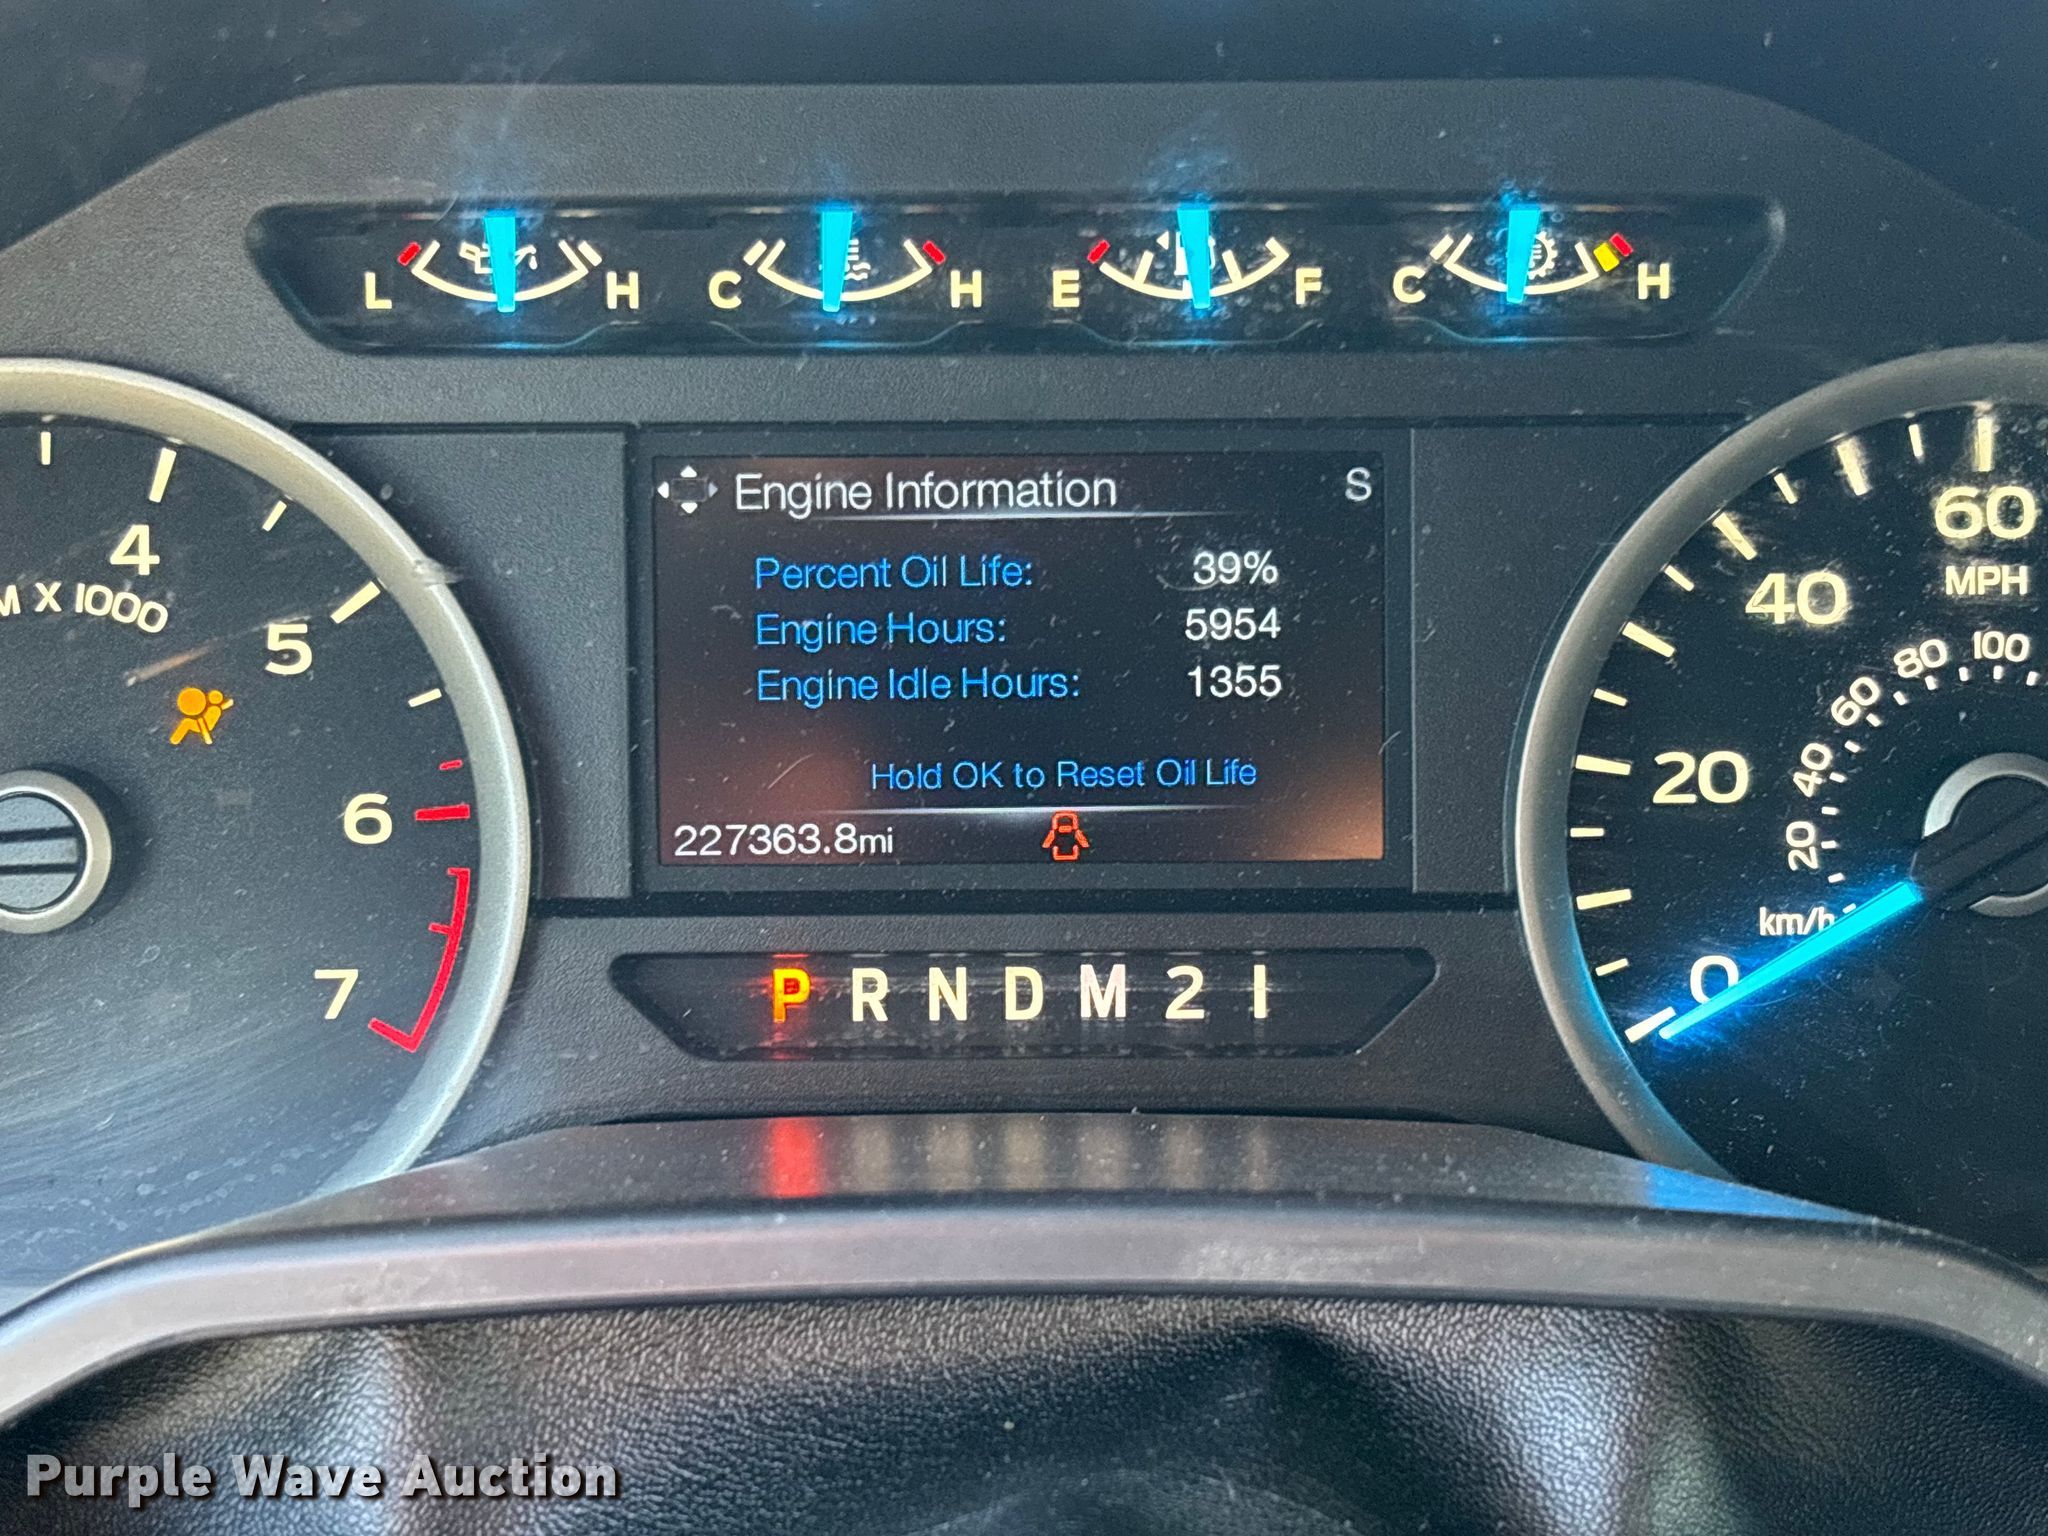 L H C H E F C H
Engine Information S
Percent Oil Life: 39%
Engine Hours: 5954
Engine Idle Hours: 1355
Hold OK to Reset Oil Life
227363.8mi
P R N D M 2 1
4 5 6 7
X 1000
0 20 40 60
MPH
20 40 60 80 100
km/h
Purple Wave Auction